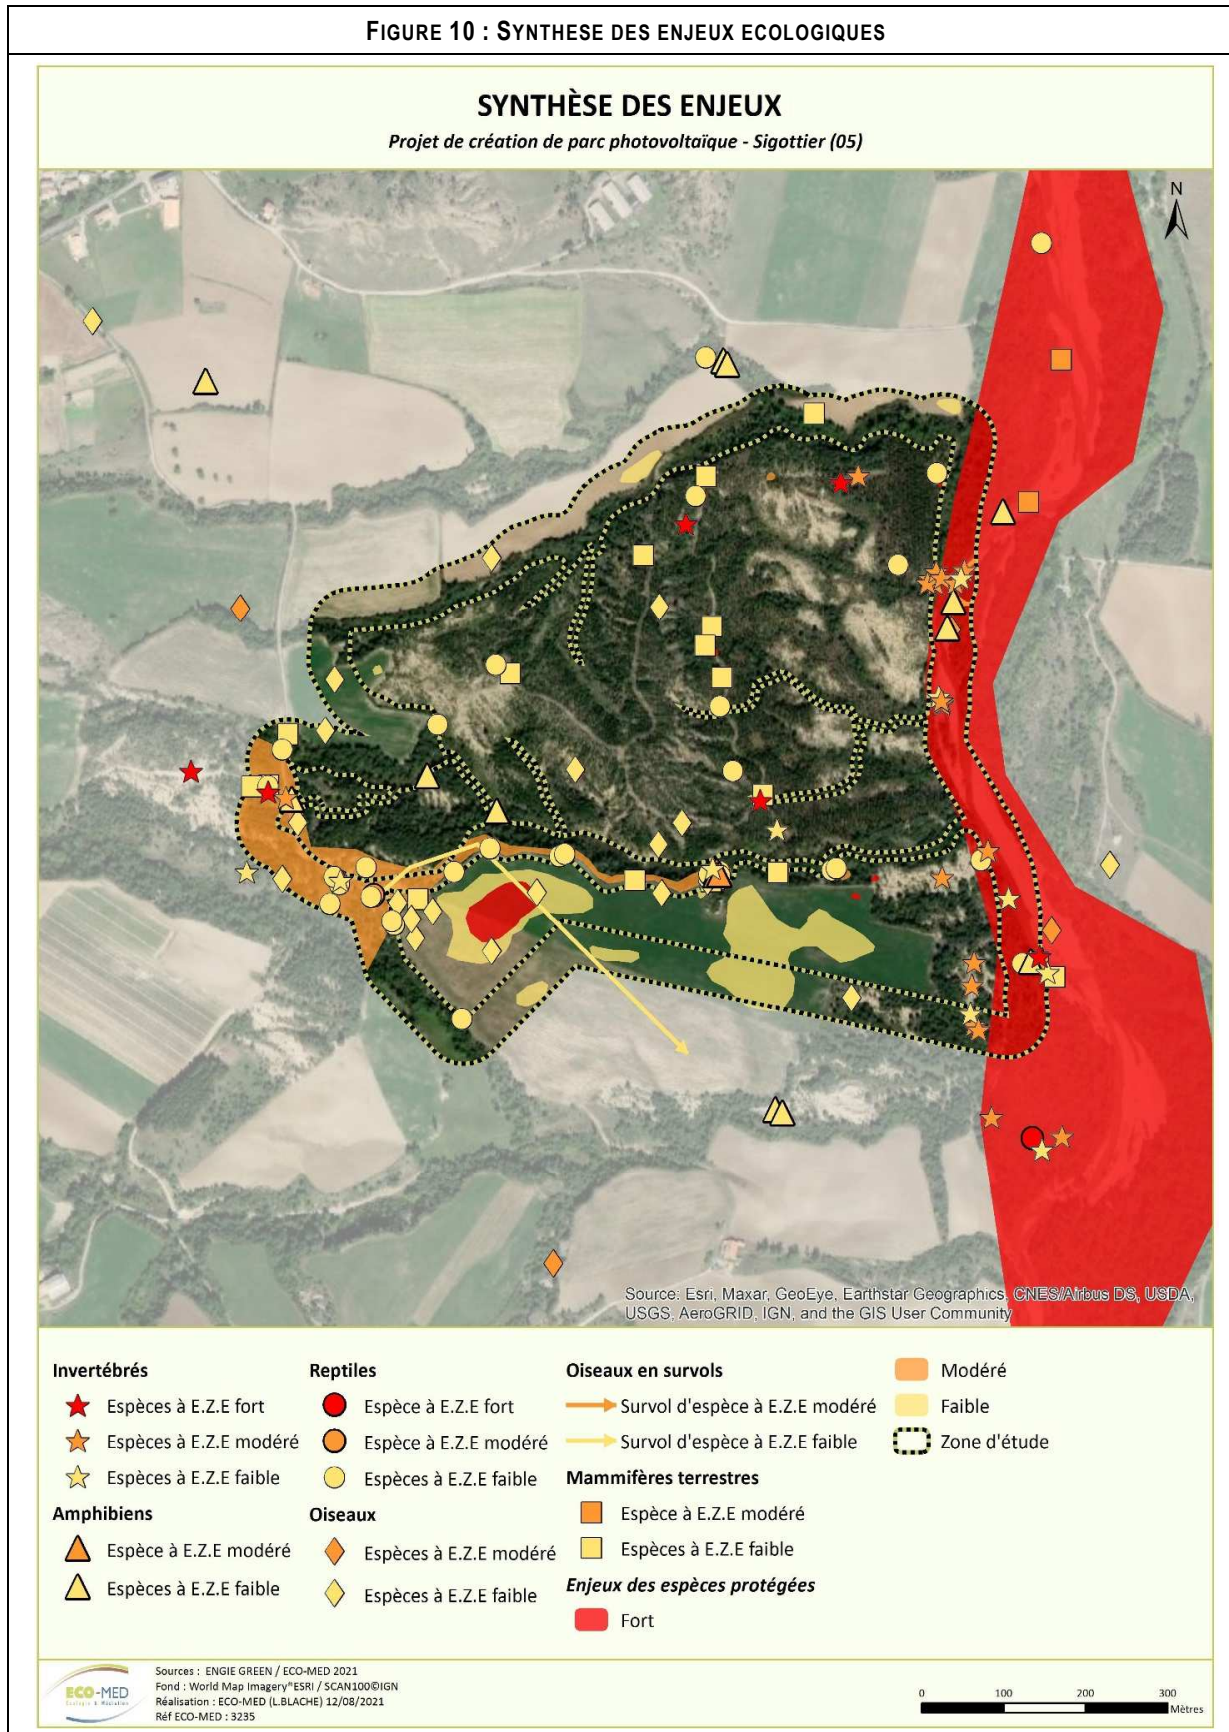 FIGURE 10 : SYNTHESE DES ENJEUX ECOLOGIQUES
SYNTHÈSE DES ENJEUX
Projet de création de parc photovoltaïque - Sigottier (05)
N
Source: Esri, Maxar, GeoEye, Earthstar Geographics, CNES/Airbus DS, USDA,
USGS, AeroGRID, IGN, and the GIS User Community
Invertébrés
Espèces à E.Z.E fort
Espèces à E.Z.E modéré
Espèces à E.Z.E faible
Amphibiens
Espèce à E.Z.E modéré
Espèces à E.Z.E faible
Reptiles
Espèce à E.Z.E fort
Espèce à E.Z.E modéré
Espèces à E.Z.E faible
Oiseaux
Espèces à E.Z.E modéré
Espèces à E.Z.E faible
Oiseaux en survols
Survol d'espèce à E.Z.E modéré
Survol d'espèce à E.Z.E faible
Mammifères terrestres
Espèce à E.Z.E modéré
Espèces à E.Z.E faible
Enjeux des espèces protégées
Fort
Modéré
Faible
Zone d'étude
ECO-MED
Ecologie & Médiation
Sources : ENGIE GREEN / ECO-MED 2021
Fond : World Map Imagery®ESRI / SCAN100©IGN
Réalisation : ECO-MED (L.BLACHE) 12/08/2021
Réf ECO-MED : 3235
0 100 200 300
Mètres